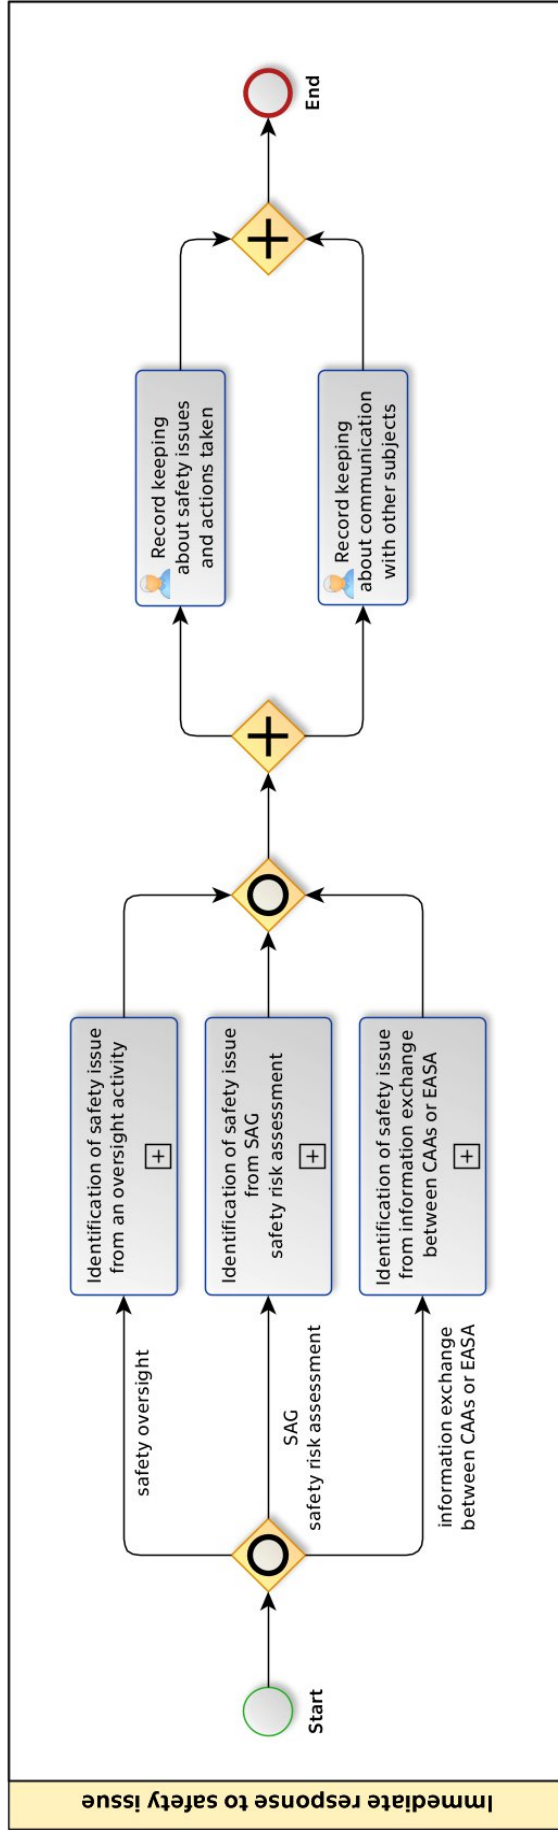 Immediate response to safety issue
Start
safety oversight
SAG
safety risk assessment
information exchange
between CAAs or EASA
Identification of safety issue
from an oversight activity
Identification of safety issue
from SAG
safety risk assessment
Identification of safety issue
from information exchange
between CAAs or EASA
Record keeping
about safety issues
and actions taken
Record keeping
about communication
with other subjects
End